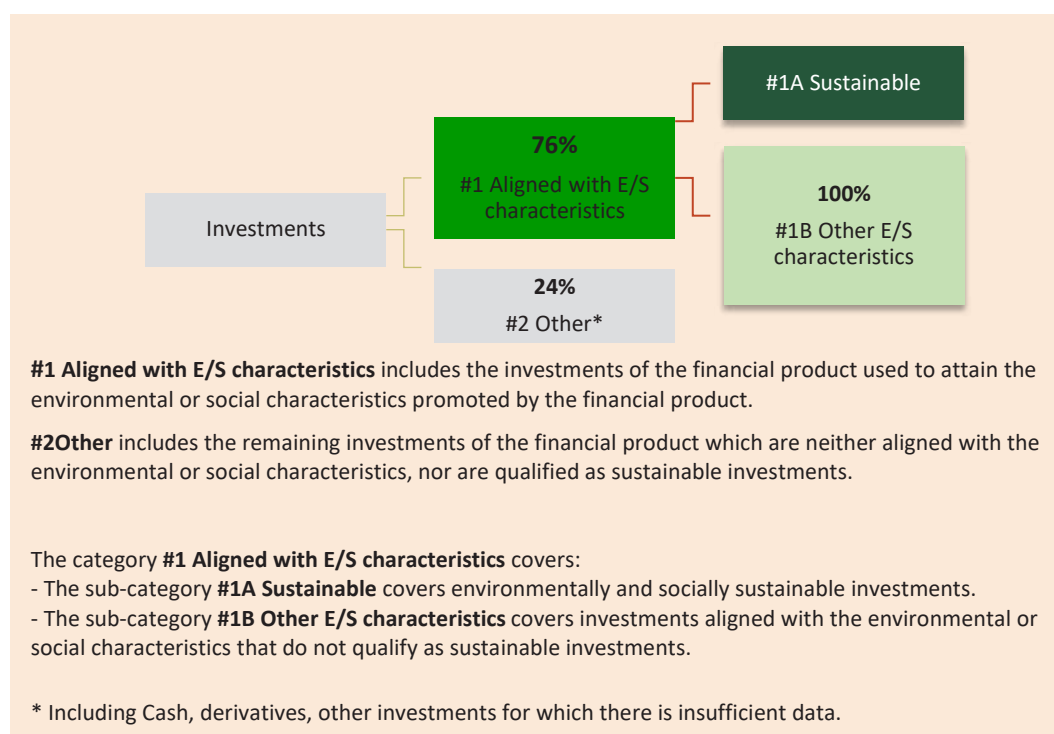 #1A Sustainable
76%
#1 Aligned with E/S
characteristics
100%
#1B Other E/S
characteristics
Investments
24%
#2 Other*
#1 Aligned with E/S characteristics includes the investments of the financial product used to attain the
environmental or social characteristics promoted by the financial product.
#2Other includes the remaining investments of the financial product which are neither aligned with the
environmental or social characteristics, nor are qualified as sustainable investments.
The category #1 Aligned with E/S characteristics covers:
- The sub-category #1A Sustainable covers environmentally and socially sustainable investments.
- The sub-category #1B Other E/S characteristics covers investments aligned with the environmental or
social characteristics that do not qualify as sustainable investments.
* Including Cash, derivatives, other investments for which there is insufficient data.